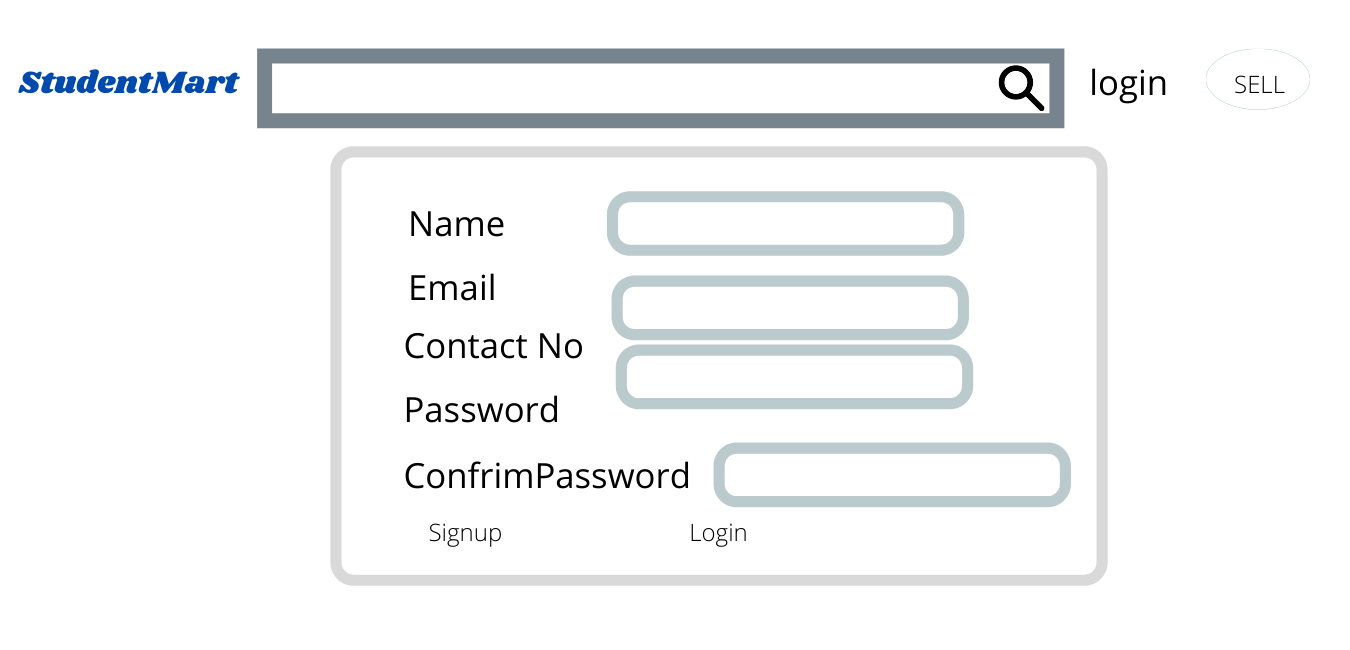 StudentMart
login
SELL
Name
Email
Contact No
Password
ConfrimPassword
Signup Login